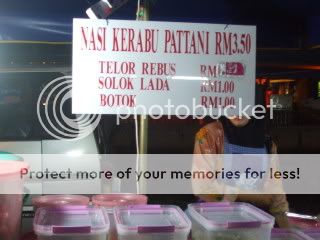 NASI KERABU PATTANI RM3.50
TELOR REBUS
SOLOK LADA RM1.00
BOTOK RM1.00
photobucket
Protect more of your memories for less!